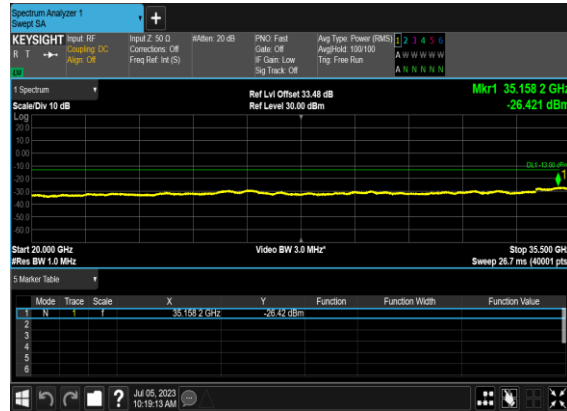 Spectrum Analyzer 1
Swept SA
KEYSIGHT
R T
LW
Input: RF
Coupling: DC
Align: Off
Input Z: 50 Ω
Corrections: Off
Freq Ref: Int (S)
#Atten: 20 dB
PNO: Fast
Gate: Off
IF Gain: Low
Sig Track: Off
Avg Type: Power (RMS)
Avg|Hold: 100/100
Trig: Free Run
1 2 3 4 5 6
A W W W W W
A N N N N N
1 Spectrum
Scale/Div 10 dB
Ref Lvl Offset 33.48 dB
Ref Level 30.00 dBm
Mkr1 35.158 2 GHz
-26.421 dBm
Log
20.0
10.0
0.00
-10.0
-20.0
-30.0
-40.0
-50.0
-60.0
DL1 -13.00 dBm
1
Start 20.000 GHz
#Res BW 1.0 MHz
Video BW 3.0 MHz*
Stop 35.500 GHz
Sweep 26.7 ms (40001 pts)
5 Marker Table
Mode Trace Scale X Y Function Function Width Function Value
1 N 1 f 35.158 2 GHz -26.42 dBm
2
3
4
5
6
Jul 05, 2023
10:19:13 AM